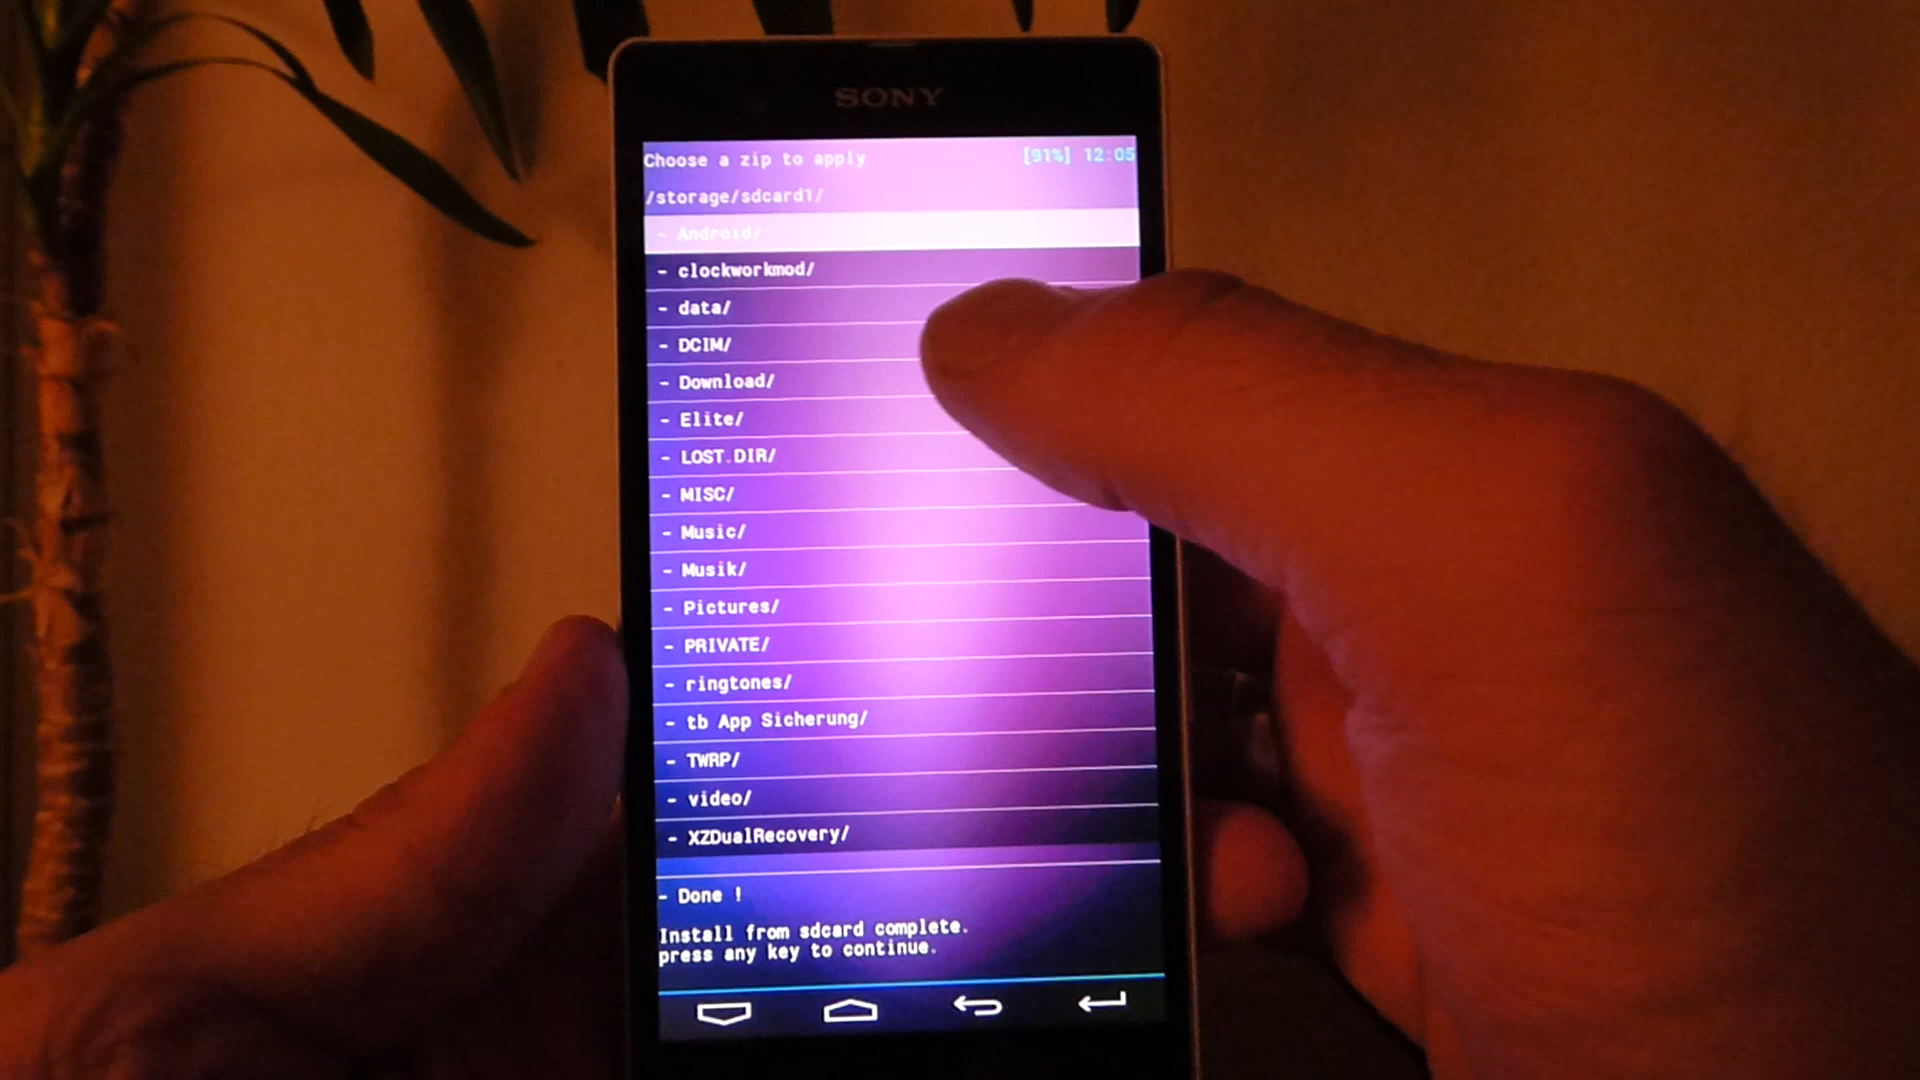 SONY
Choose a zip to apply [91%] 12:05
/storage/sdcard1/
- Android/
- clockworkmod/
- data/
- DCIM/
- Download/
- Elite/
- LOST.DIR/
- MISC/
- Music/
- Musik/
- Pictures/
- PRIVATE/
- ringtones/
- tb App Sicherung/
- TWRP/
- video/
- XZDualRecovery/
- Done !
Install from sdcard complete.
press any key to continue.